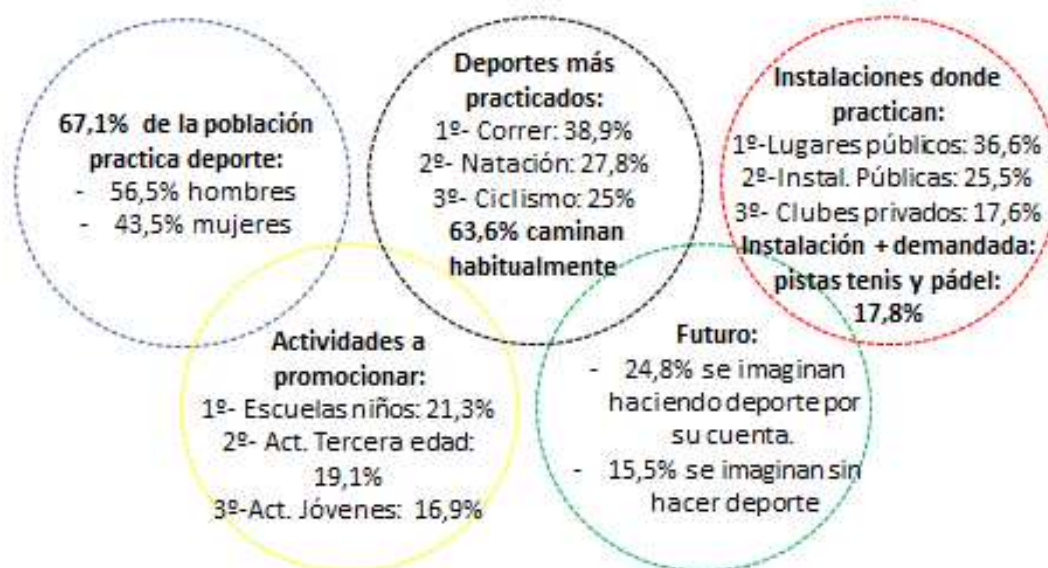 67,1% de la población
practica deporte:
- 56,5% hombres
- 43,5% mujeres
Deportes más
practicados:
1º- Correr: 38,9%
2º- Natación: 27,8%
3º- Ciclismo: 25%
63,6% caminan
habitualmente
Instalaciones donde
practican:
1º-Lugares públicos: 36,6%
2º-Instal. Públicas: 25,5%
3º- Clubes privados: 17,6%
Instalación + demandada:
pistas tenis y pádel:
17,8%
Actividades a
promocionar:
1º- Escuelas niños: 21,3%
2º- Act. Tercera edad:
19,1%
3º-Act. Jóvenes: 16,9%
Futuro:
- 24,8% se imaginan
haciendo deporte por
su cuenta.
- 15,5% se imaginan sin
hacer deporte